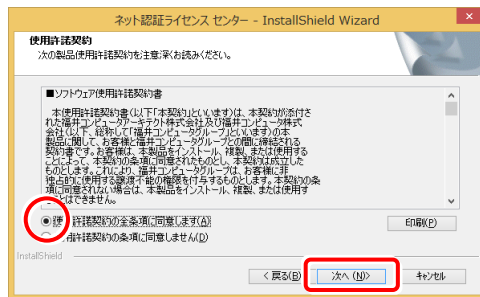 ネット認証ライセンス センター - InstallShield Wizard
使用許諾契約
次の製品使用許諾契約を注意深くお読みください。
■ソフトウェア使用許諾契約書
本使用許諾契約書(以下「本契約」といいます)は、本契約が添付さ
れた福井コンピュータアーキテクト株式会社及び福井コンピュータ株式
会社(以下、総称して「福井コンピュータグループ」といいます)の本
製品に関して、お客様と福井コンピュータグループとの間に締結される
契約書です。お客様は、本製品をインストール、複製、または使用する
ことによって、本契約の条項に同意されたものとし、本契約は成立した
ものとします。これにより、福井コンピュータグループは、お客様に非
独占的に使用する譲渡不能の権限を付与するものとします。本契約の条
項に同意されない場合は、本製品をインストール、複製、または使用す
ることはできません。
使用許諾契約の全条項に同意します(A)
印刷(P)
使用許諾契約の条項に同意しません(D)
InstallShield
< 戻る(B)
次へ (N)>
キャンセル